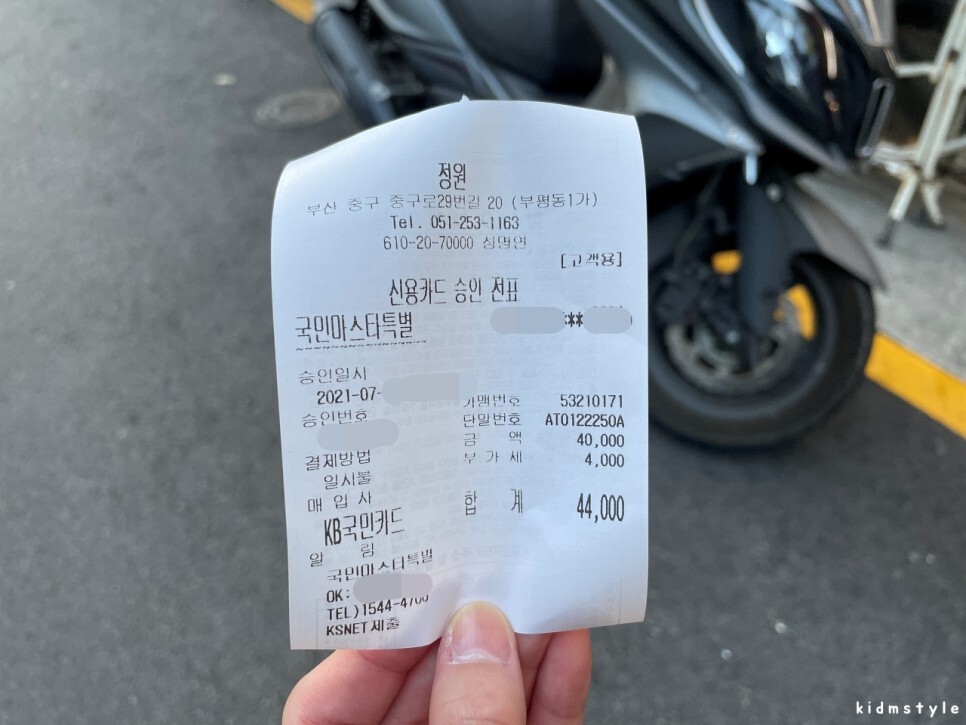 정원
부산 중구 중구로29번길 20 (부평동1가)
Tel. 051-253-1163
610-20-70000 성명연
[고객용]
신용카드 승인 전표
국민마스타특별 **
승인일시
2021-07-
가맹번호 53210171
승인번호 단말번호 AT0122250A
금 액 40,000
결제방법 부 가 세 4,000
일시불
매 입 사 합 계 44,000
KB국민카드
알 림
국민마스타특별
OK:
TEL)1544-4700
KSNET제출
kidmstyle